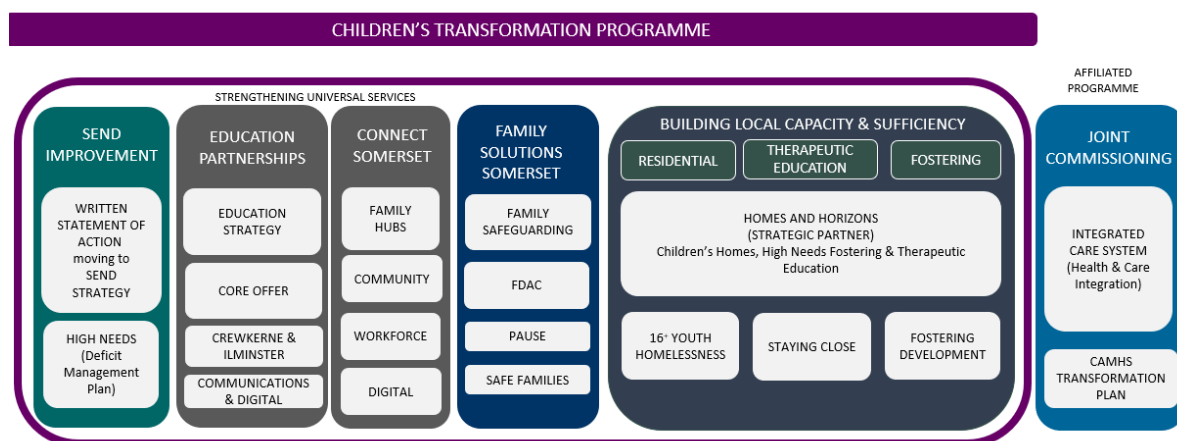 CHILDREN'S TRANSFORMATION PROGRAMME
AFFILIATED
PROGRAMME
STRENGTHENING UNIVERSAL SERVICES
SEND
IMPROVEMENT
WRITTEN
STATEMENT OF
ACTION
moving to
SEND
STRATEGY
HIGH NEEDS
(Deficit
Management
Plan)
EDUCATION
PARTNERSHIPS
EDUCATION
STRATEGY
CORE OFFER
CREWKERNE &
ILMINSTER
COMMUNICATIONS
& DIGITAL
CONNECT
SOMERSET
FAMILY
HUBS
COMMUNITY
WORKFORCE
DIGITAL
FAMILY
SOLUTIONS
SOMERSET
FAMILY
SAFEGUARDING
FDAC
PAUSE
SAFE FAMILIES
BUILDING LOCAL CAPACITY & SUFFICIENCY
RESIDENTIAL
THERAPEUTIC
EDUCATION
FOSTERING
HOMES AND HORIZONS
(STRATEGIC PARTNER)
Children's Homes, High Needs Fostering & Therapeutic
Education
16+ YOUTH
HOMELESSNESS
STAYING CLOSE
FOSTERING
DEVELOPMENT
JOINT
COMMISSIONING
INTEGRATED
CARE SYSTEM
(Health & Care
Integration)
CAMHS
TRANSFORMATION
PLAN